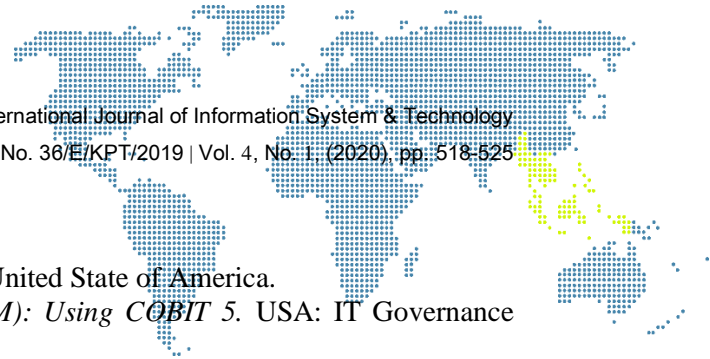 ernational Journal of Information System & Technology
No. 36/E/KPT/2019 | Vol. 4, No. 1, (2020), pp. 518-525
United State of America.
M): Using COBIT 5. USA: IT Governance